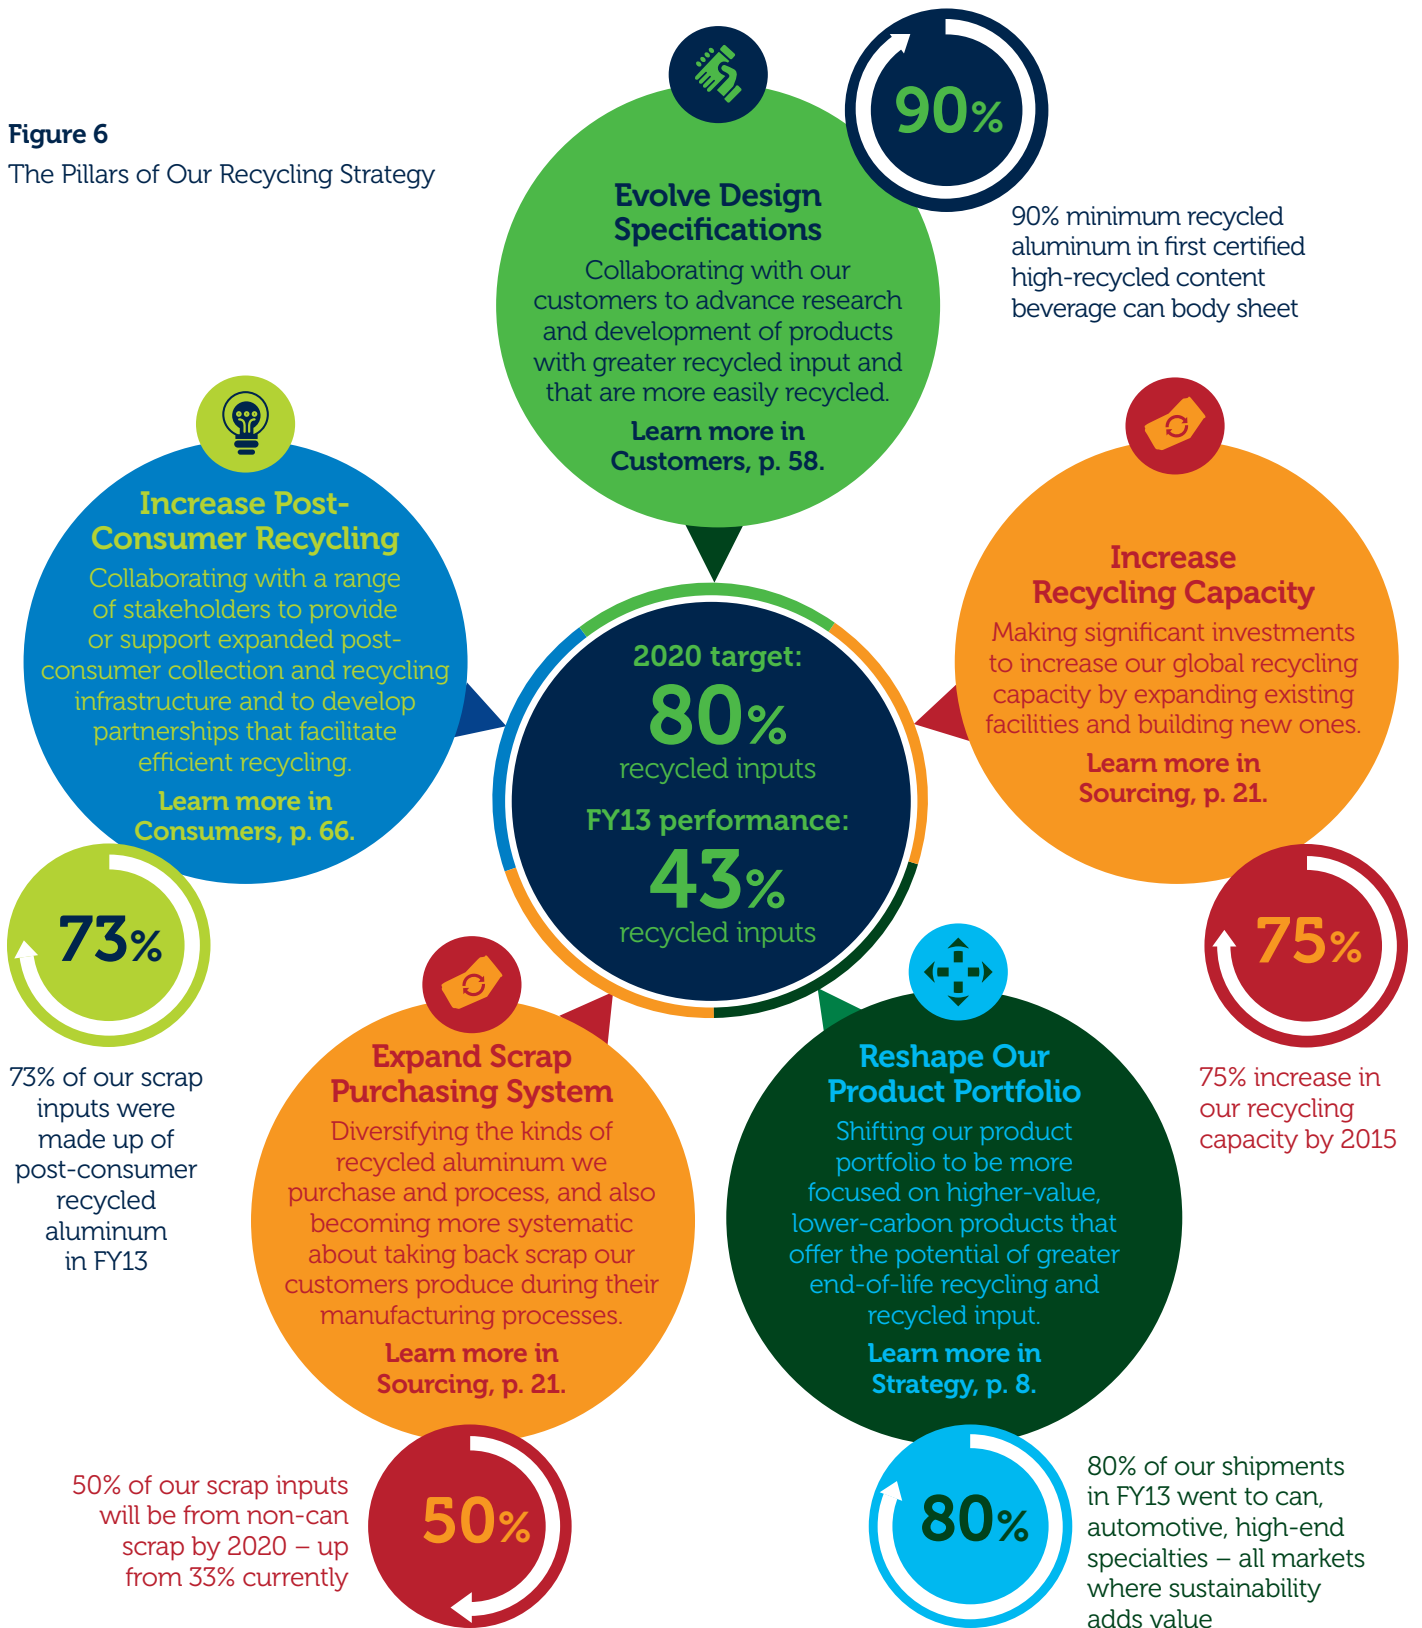 Figure 6
The Pillars of Our Recycling Strategy
90%
90% minimum recycled
aluminum in first certified
high-recycled content
beverage can body sheet
Evolve Design
Specifications
Collaborating with our
customers to advance research
and development of products
with greater recycled input and
that are more easily recycled.
Learn more in
Customers, p. 58.
Increase Post-
Consumer Recycling
Collaborating with a range
of stakeholders to provide
or support expanded post-
consumer collection and recycling
infrastructure and to develop
partnerships that facilitate
efficient recycling.
Learn more in
Consumers, p. 66.
73%
73% of our scrap
inputs were
made up of
post-consumer
recycled
aluminum
in FY13
2020 target:
80%
recycled inputs
FY13 performance:
43%
recycled inputs
Increase
Recycling Capacity
Making significant investments
to increase our global recycling
capacity by expanding existing
facilities and building new ones.
Learn more in
Sourcing, p. 21.
75%
75% increase in
our recycling
capacity by 2015
Expand Scrap
Purchasing System
Diversifying the kinds of
recycled aluminum we
purchase and process, and also
becoming more systematic
about taking back scrap our
customers produce during their
manufacturing processes.
Learn more in
Sourcing, p. 21.
50%
50% of our scrap inputs
will be from non-can
scrap by 2020 – up
from 33% currently
Reshape Our
Product Portfolio
Shifting our product
portfolio to be more
focused on higher-value,
lower-carbon products that
offer the potential of greater
end-of-life recycling and
recycled input.
Learn more in
Strategy, p. 8.
80%
80% of our shipments
in FY13 went to can,
automotive, high-end
specialties – all markets
where sustainability
adds value